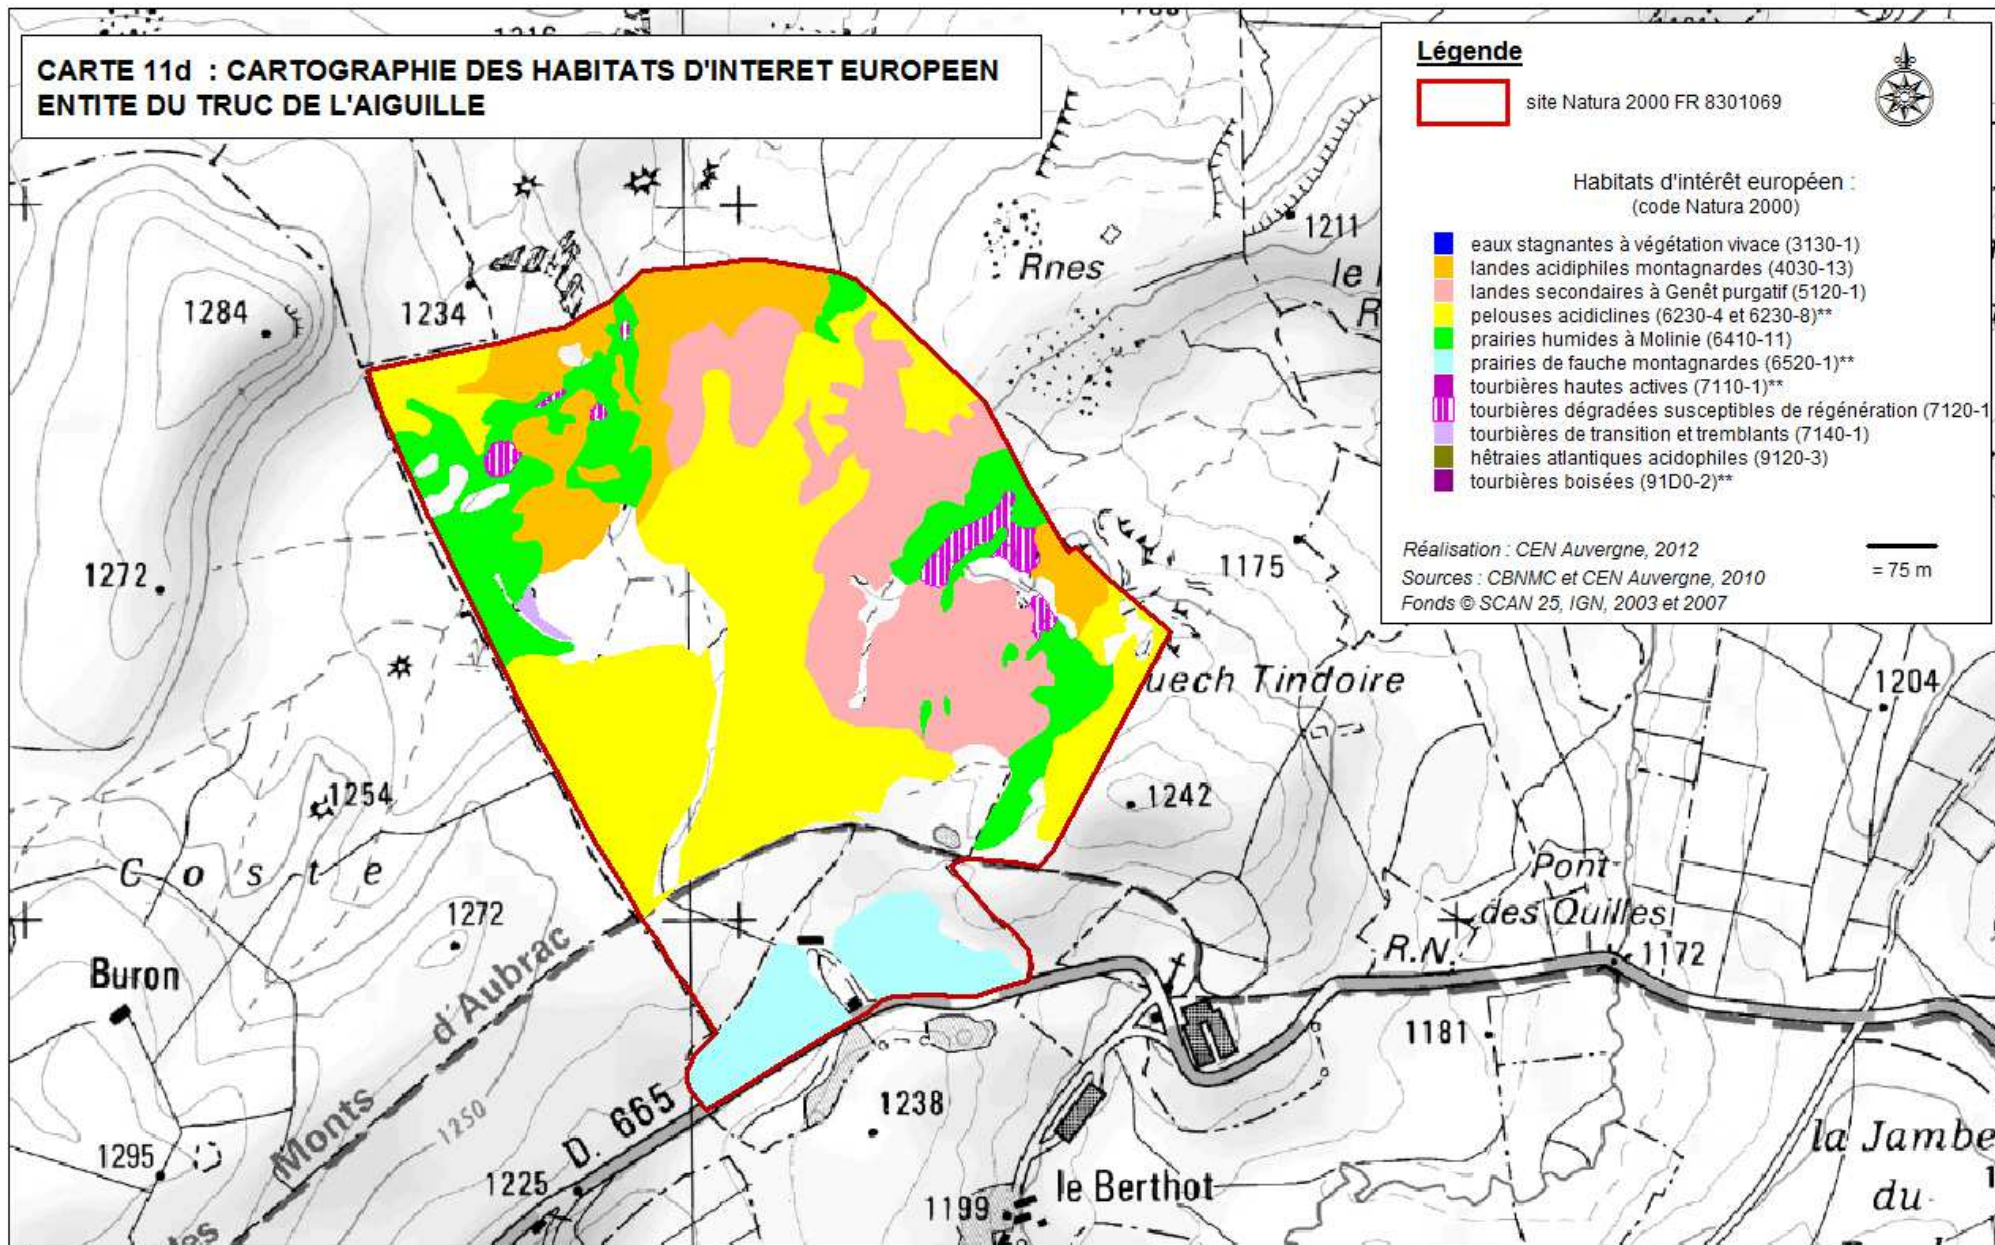 CARTE 11d : CARTOGRAPHIE DES HABITATS D'INTERET EUROPEEN
ENTITE DU TRUC DE L'AIGUILLE
Légende
site Natura 2000 FR 8301069
Habitats d'intérêt européen :
(code Natura 2000)
eaux stagnantes à végétation vivace (3130-1)
landes acidiphiles montagnardes (4030-13)
landes secondaires à Genêt purgatif (5120-1)
pelouses acidiclines (6230-4 et 6230-8)**
prairies humides à Molinie (6410-11)
prairies de fauche montagnardes (6520-1)**
tourbières hautes actives (7110-1)**
tourbières dégradées susceptibles de régénération (7120-1
tourbières de transition et tremblants (7140-1)
hêtraies atlantiques acidophiles (9120-3)
tourbières boisées (91D0-2)**
Réalisation : CEN Auvergne, 2012
Sources : CBNMC et CEN Auvergne, 2010
Fonds © SCAN 25, IGN, 2003 et 2007
= 75 m
1211
Rnes
le
R
1284
1234
1272
1175
uech Tindoire
1204
1254
1242
Coste
Pont
des Quilles
1272
R.N.
1172
Buron
Monts d'Aubrac
1181
1250
D. 665
1238
1295
1225
le Berthot
1199
la Jambe
du